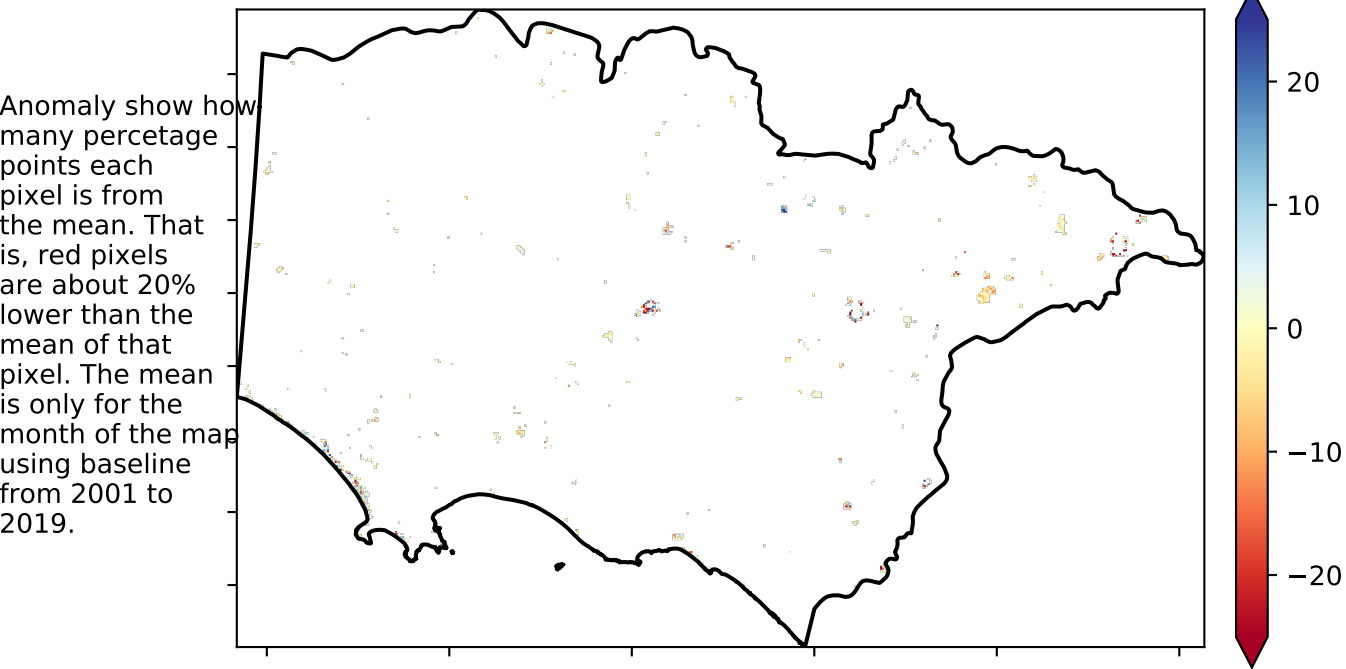 Anomaly show how
many percetage
points each
pixel is from
the mean. That
is, red pixels
are about 20%
lower than the
mean of that
pixel. The mean
is only for the
month of the map
using baseline
from 2001 to
2019.
20
10
0
−10
−20